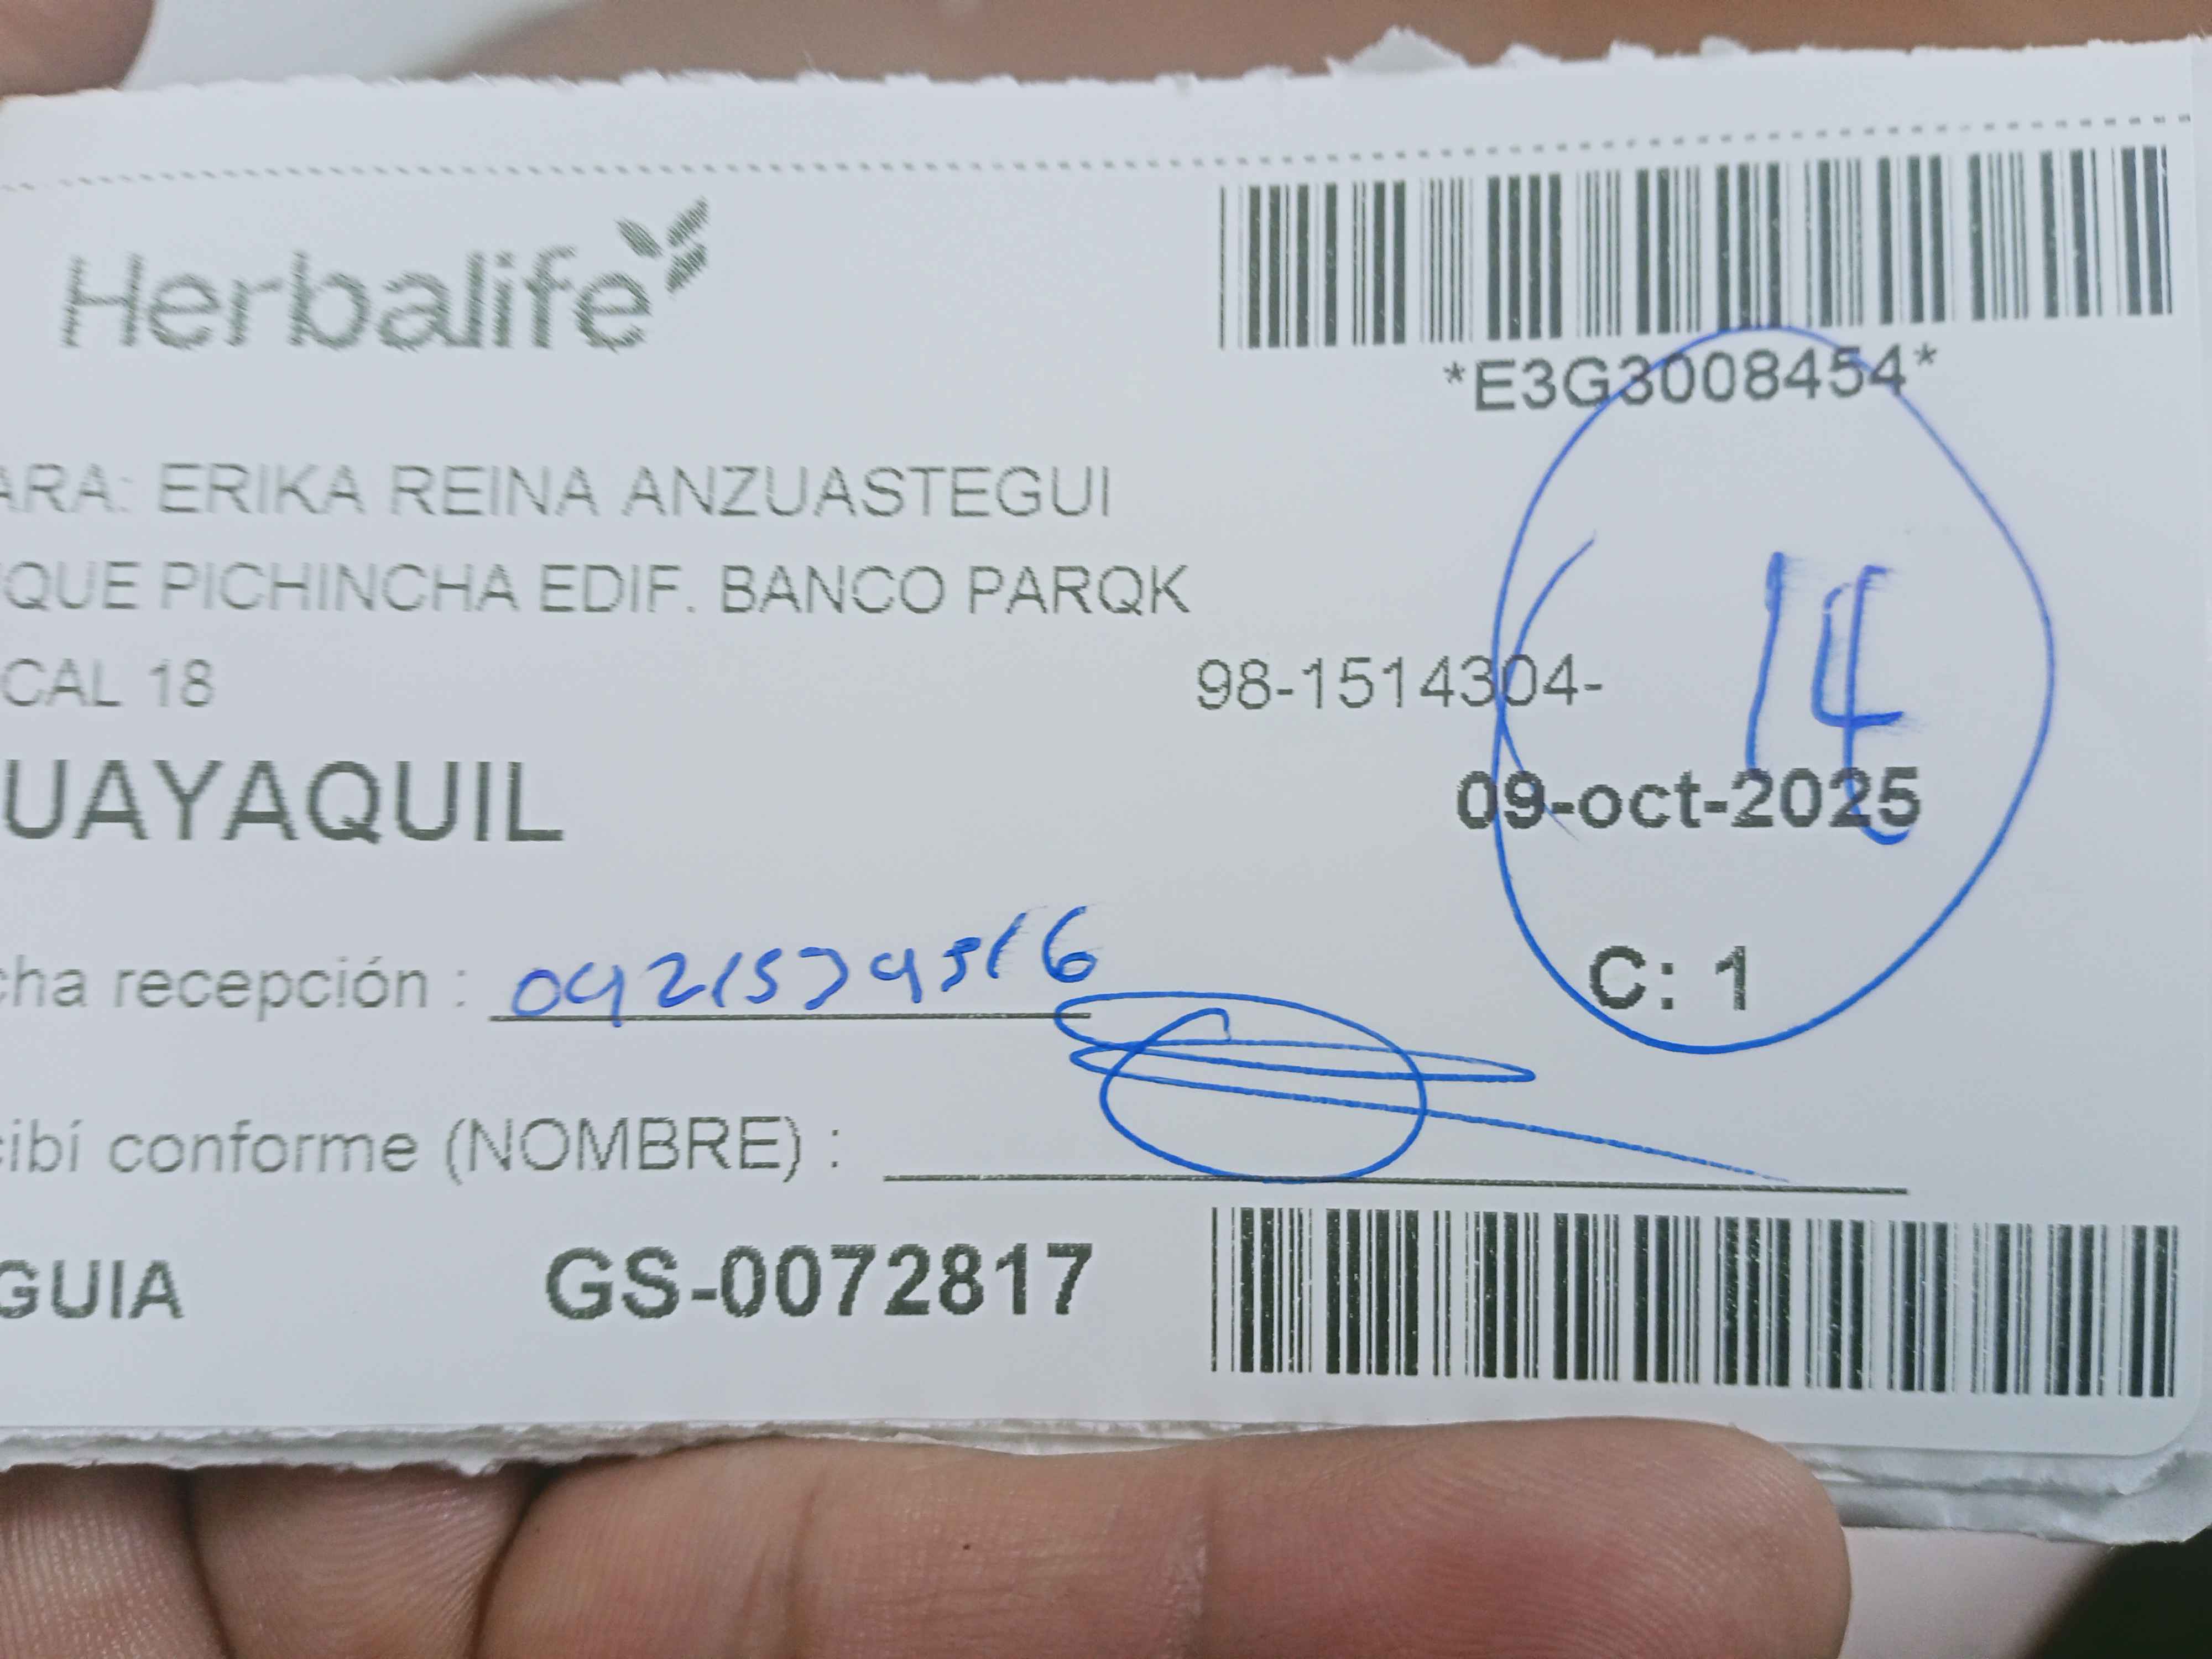 Herbalife
*E3G3008454*
ARA: ERIKA REINA ANZUASTEGUI
QUE PICHINCHA EDIF. BANCO PARQK
CAL 18
98-1514304-
14
UAYAQUIL
09-oct-2025
cha recepción :
C: 1
cibí conforme (NOMBRE) :
GUIA GS-0072817